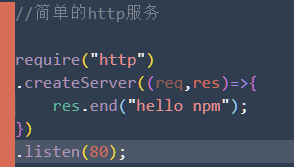 //简单的http服务
require("http")
.createServer((req,res)=>{
    res.end("hello npm");
})
.listen(80);